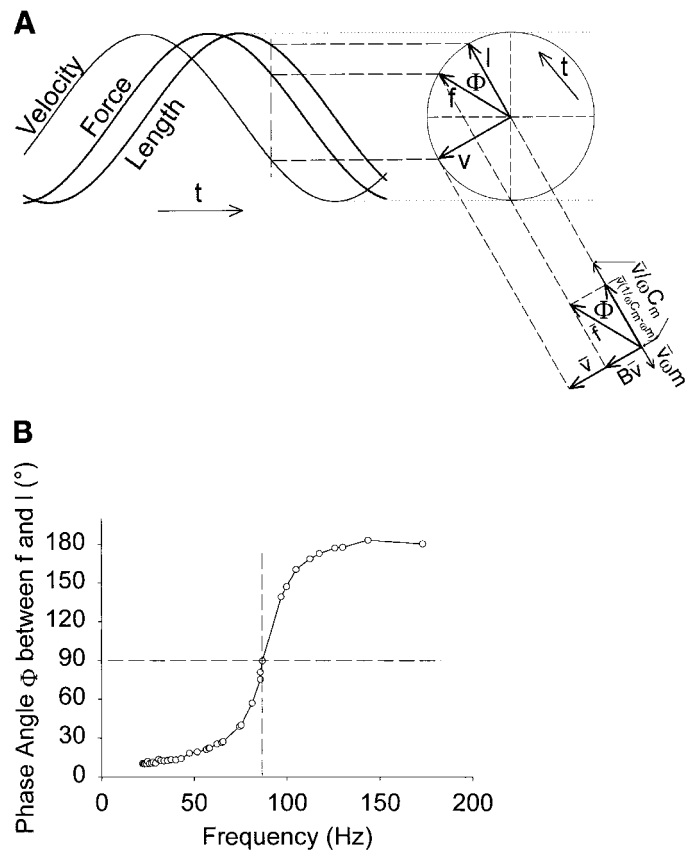 A
Velocity
Force
Length
t
l
Φ
f
v
t
v̄/ωCm
v̄(1/ωCm-ωm)
Φ
f̄
v̄
Bv̄
v̄ωm
B
Phase Angle Φ between f and l (°)
180
150
120
90
60
30
0
0
50
100
150
200
Frequency (Hz)